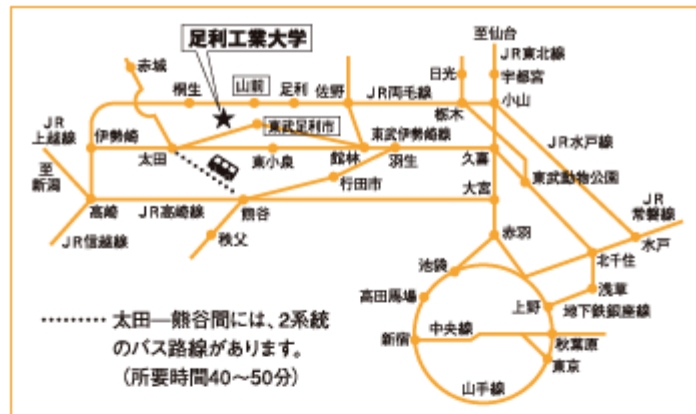 足利工業大学
至仙台
JR東北線
赤城
日光
宇都宮
桐生
山前
足利
佐野
JR両毛線
栃木
小山
JR
上越線
伊勢崎
東武足利市
東武伊勢崎線
JR水戸線
太田
東小泉
館林
羽生
久喜
至
新潟
行田市
東武動物公園
高崎
JR高崎線
熊谷
大宮
JR
常磐線
JR信越線
秩父
赤羽
水戸
池袋
北千住
高田馬場
浅草
上野
地下鉄銀座線
新宿
中央線
秋葉原
東京
山手線
太田―熊谷間には、2系統
のバス路線があります。
(所要時間40〜50分)